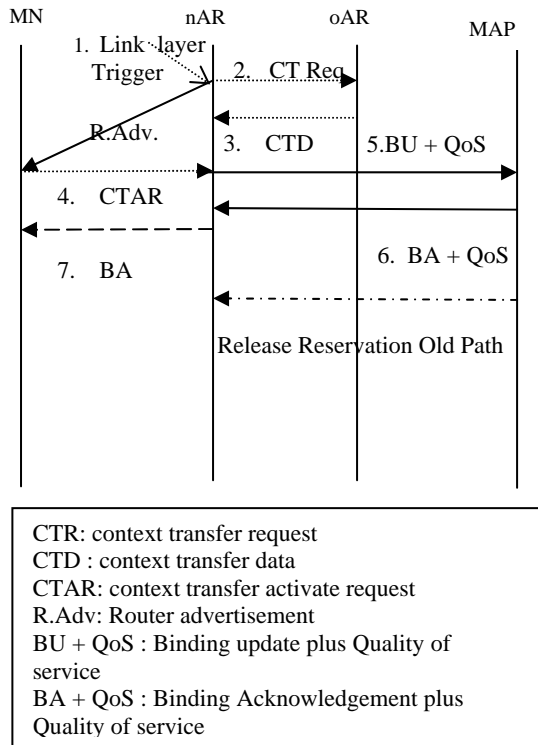 MN nAR oAR MAP
1. Link layer
Trigger
2. CT Req
R.Adv.
3. CTD
5.BU + QoS
4. CTAR
6. BA + QoS
7. BA
Release Reservation Old Path
CTR: context transfer request
CTD : context transfer data
CTAR: context transfer activate request
R.Adv: Router advertisement
BU + QoS : Binding update plus Quality of
service
BA + QoS : Binding Acknowledgement plus
Quality of service